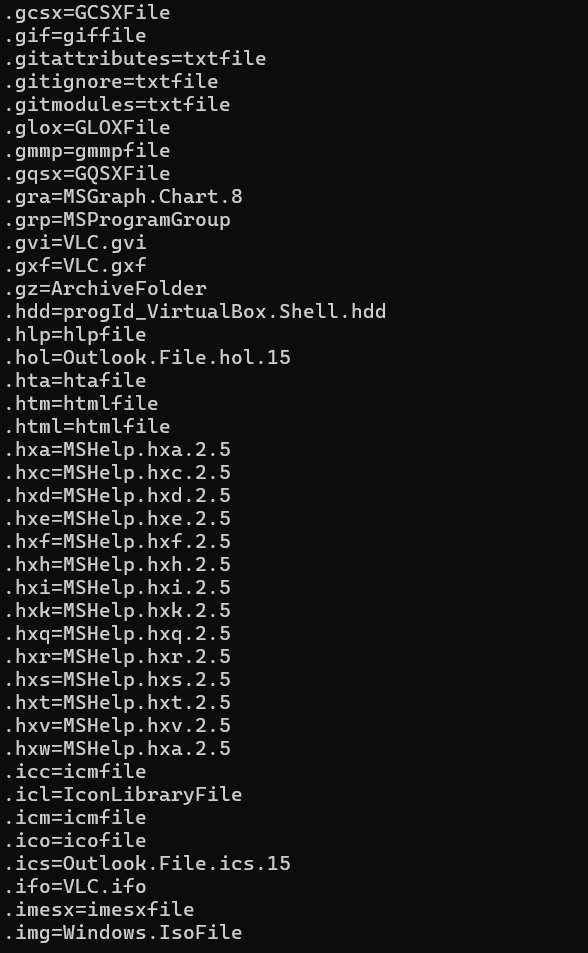 .gcsx=GCSXFile
.gif=giffile
.gitattributes=txtfile
.gitignore=txtfile
.gitmodules=txtfile
.glox=GLOXFile
.gmmp=gmmpfile
.gqsx=GQSXFile
.gra=MSGraph.Chart.8
.grp=MSProgramGroup
.gvi=VLC.gvi
.gxf=VLC.gxf
.gz=ArchiveFolder
.hdd=progId_VirtualBox.Shell.hdd
.hlp=hlpfile
.hol=Outlook.File.hol.15
.hta=htafile
.htm=htmlfile
.html=htmlfile
.hxa=MSHelp.hxa.2.5
.hxc=MSHelp.hxc.2.5
.hxd=MSHelp.hxd.2.5
.hxe=MSHelp.hxe.2.5
.hxf=MSHelp.hxf.2.5
.hxh=MSHelp.hxh.2.5
.hxi=MSHelp.hxi.2.5
.hxk=MSHelp.hxk.2.5
.hxq=MSHelp.hxq.2.5
.hxr=MSHelp.hxr.2.5
.hxs=MSHelp.hxs.2.5
.hxt=MSHelp.hxt.2.5
.hxv=MSHelp.hxv.2.5
.hxw=MSHelp.hxa.2.5
.icc=icmfile
.icl=IconLibraryFile
.icm=icmfile
.ico=icofile
.ics=Outlook.File.ics.15
.ifo=VLC.ifo
.imesx=imesxfile
.img=Windows.IsoFile